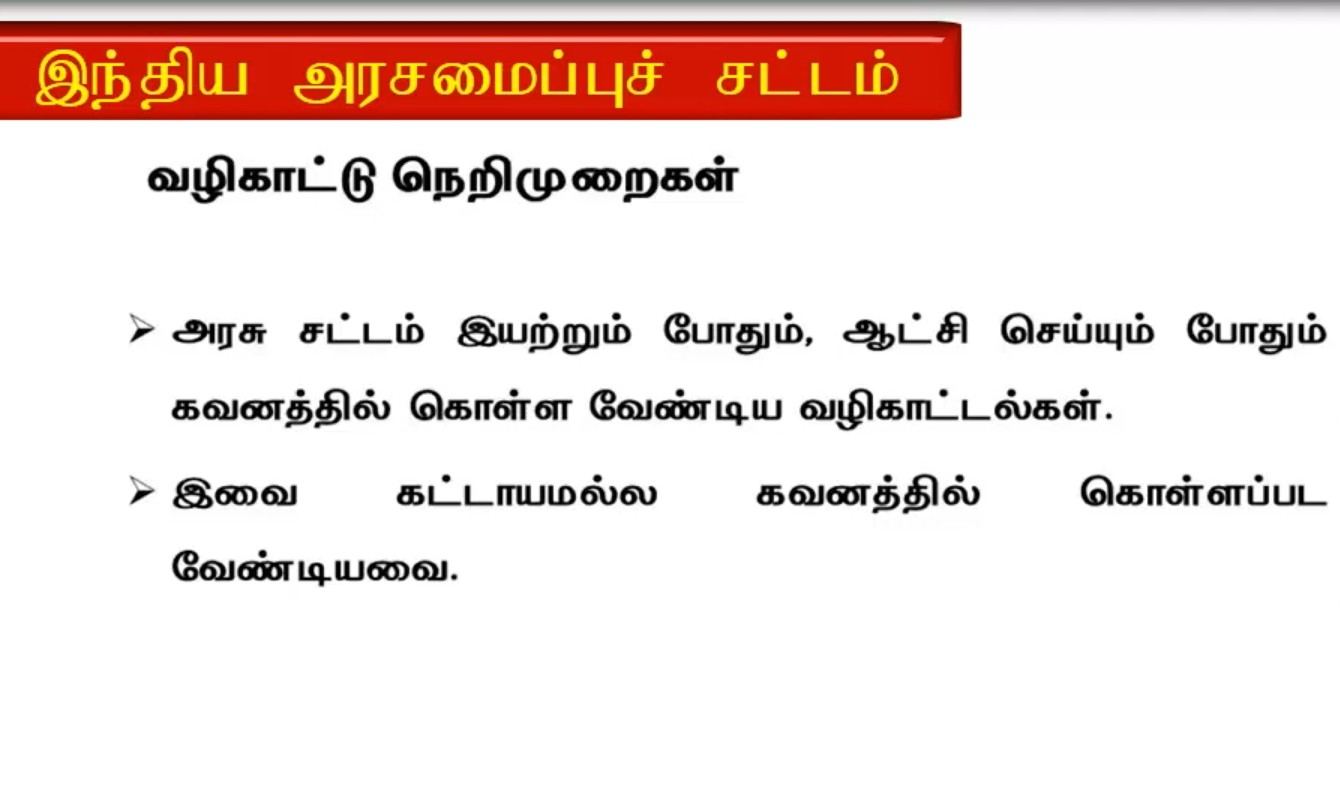 இந்திய அரசமைப்புச் சட்டம்
வழிகாட்டு நெறிமுறைகள்
➢ அரசு சட்டம் இயற்றும் போதும், ஆட்சி செய்யும் போதும்
கவனத்தில் கொள்ள வேண்டிய வழிகாட்டல்கள்.
➢ இவை கட்டாயமல்ல கவனத்தில் கொள்ளப்பட
வேண்டியவை.